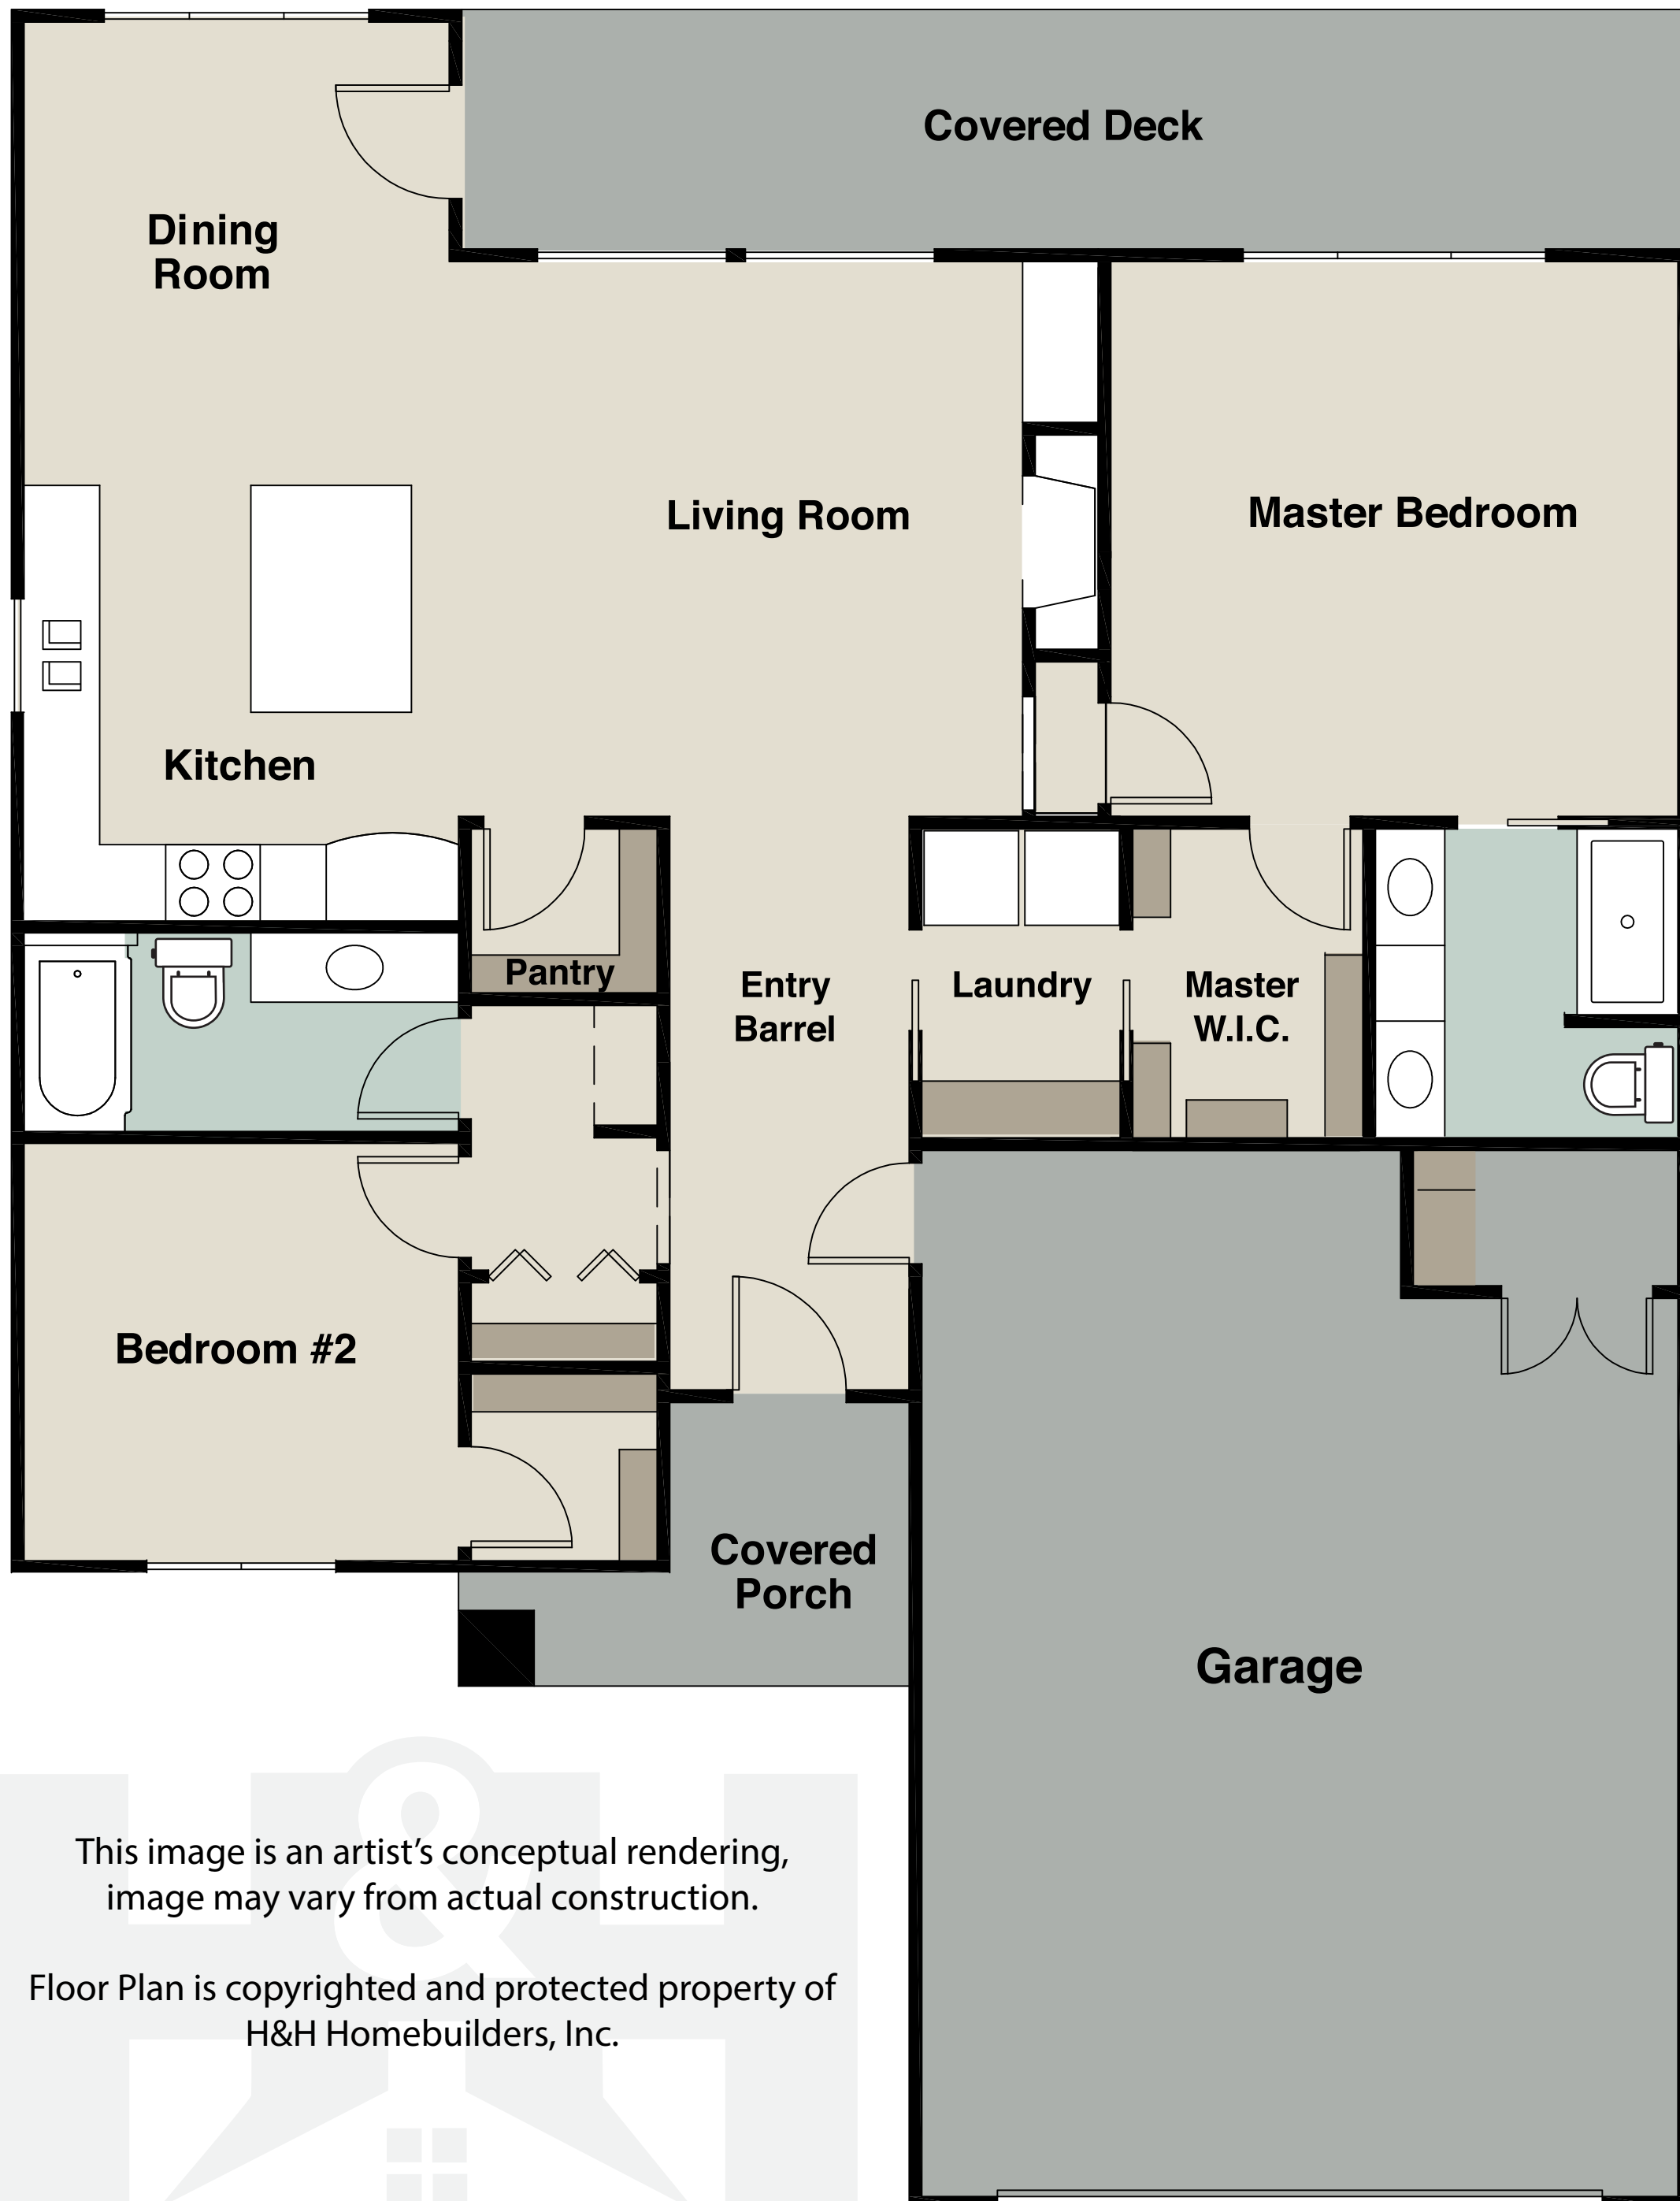 Covered Deck
Dining
Room
Living Room
Master Bedroom
Kitchen
Pantry
Entry
Barrel
Laundry
Master
W.I.C.
Bedroom #2
Covered
Porch
Garage
&
This image is an artist’s conceptual rendering,
image may vary from actual construction.
Floor Plan is copyrighted and protected property of
H&H Homebuilders, Inc.